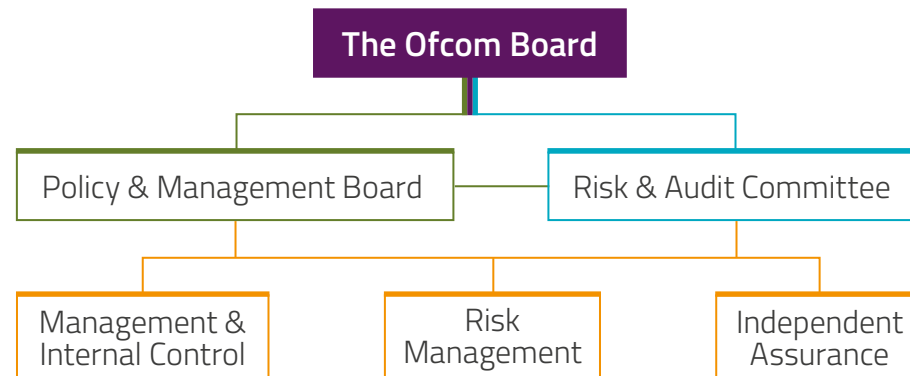 The Ofcom Board
Policy & Management Board
Risk & Audit Committee
Management &
Internal Control
Risk
Management
Independent
Assurance